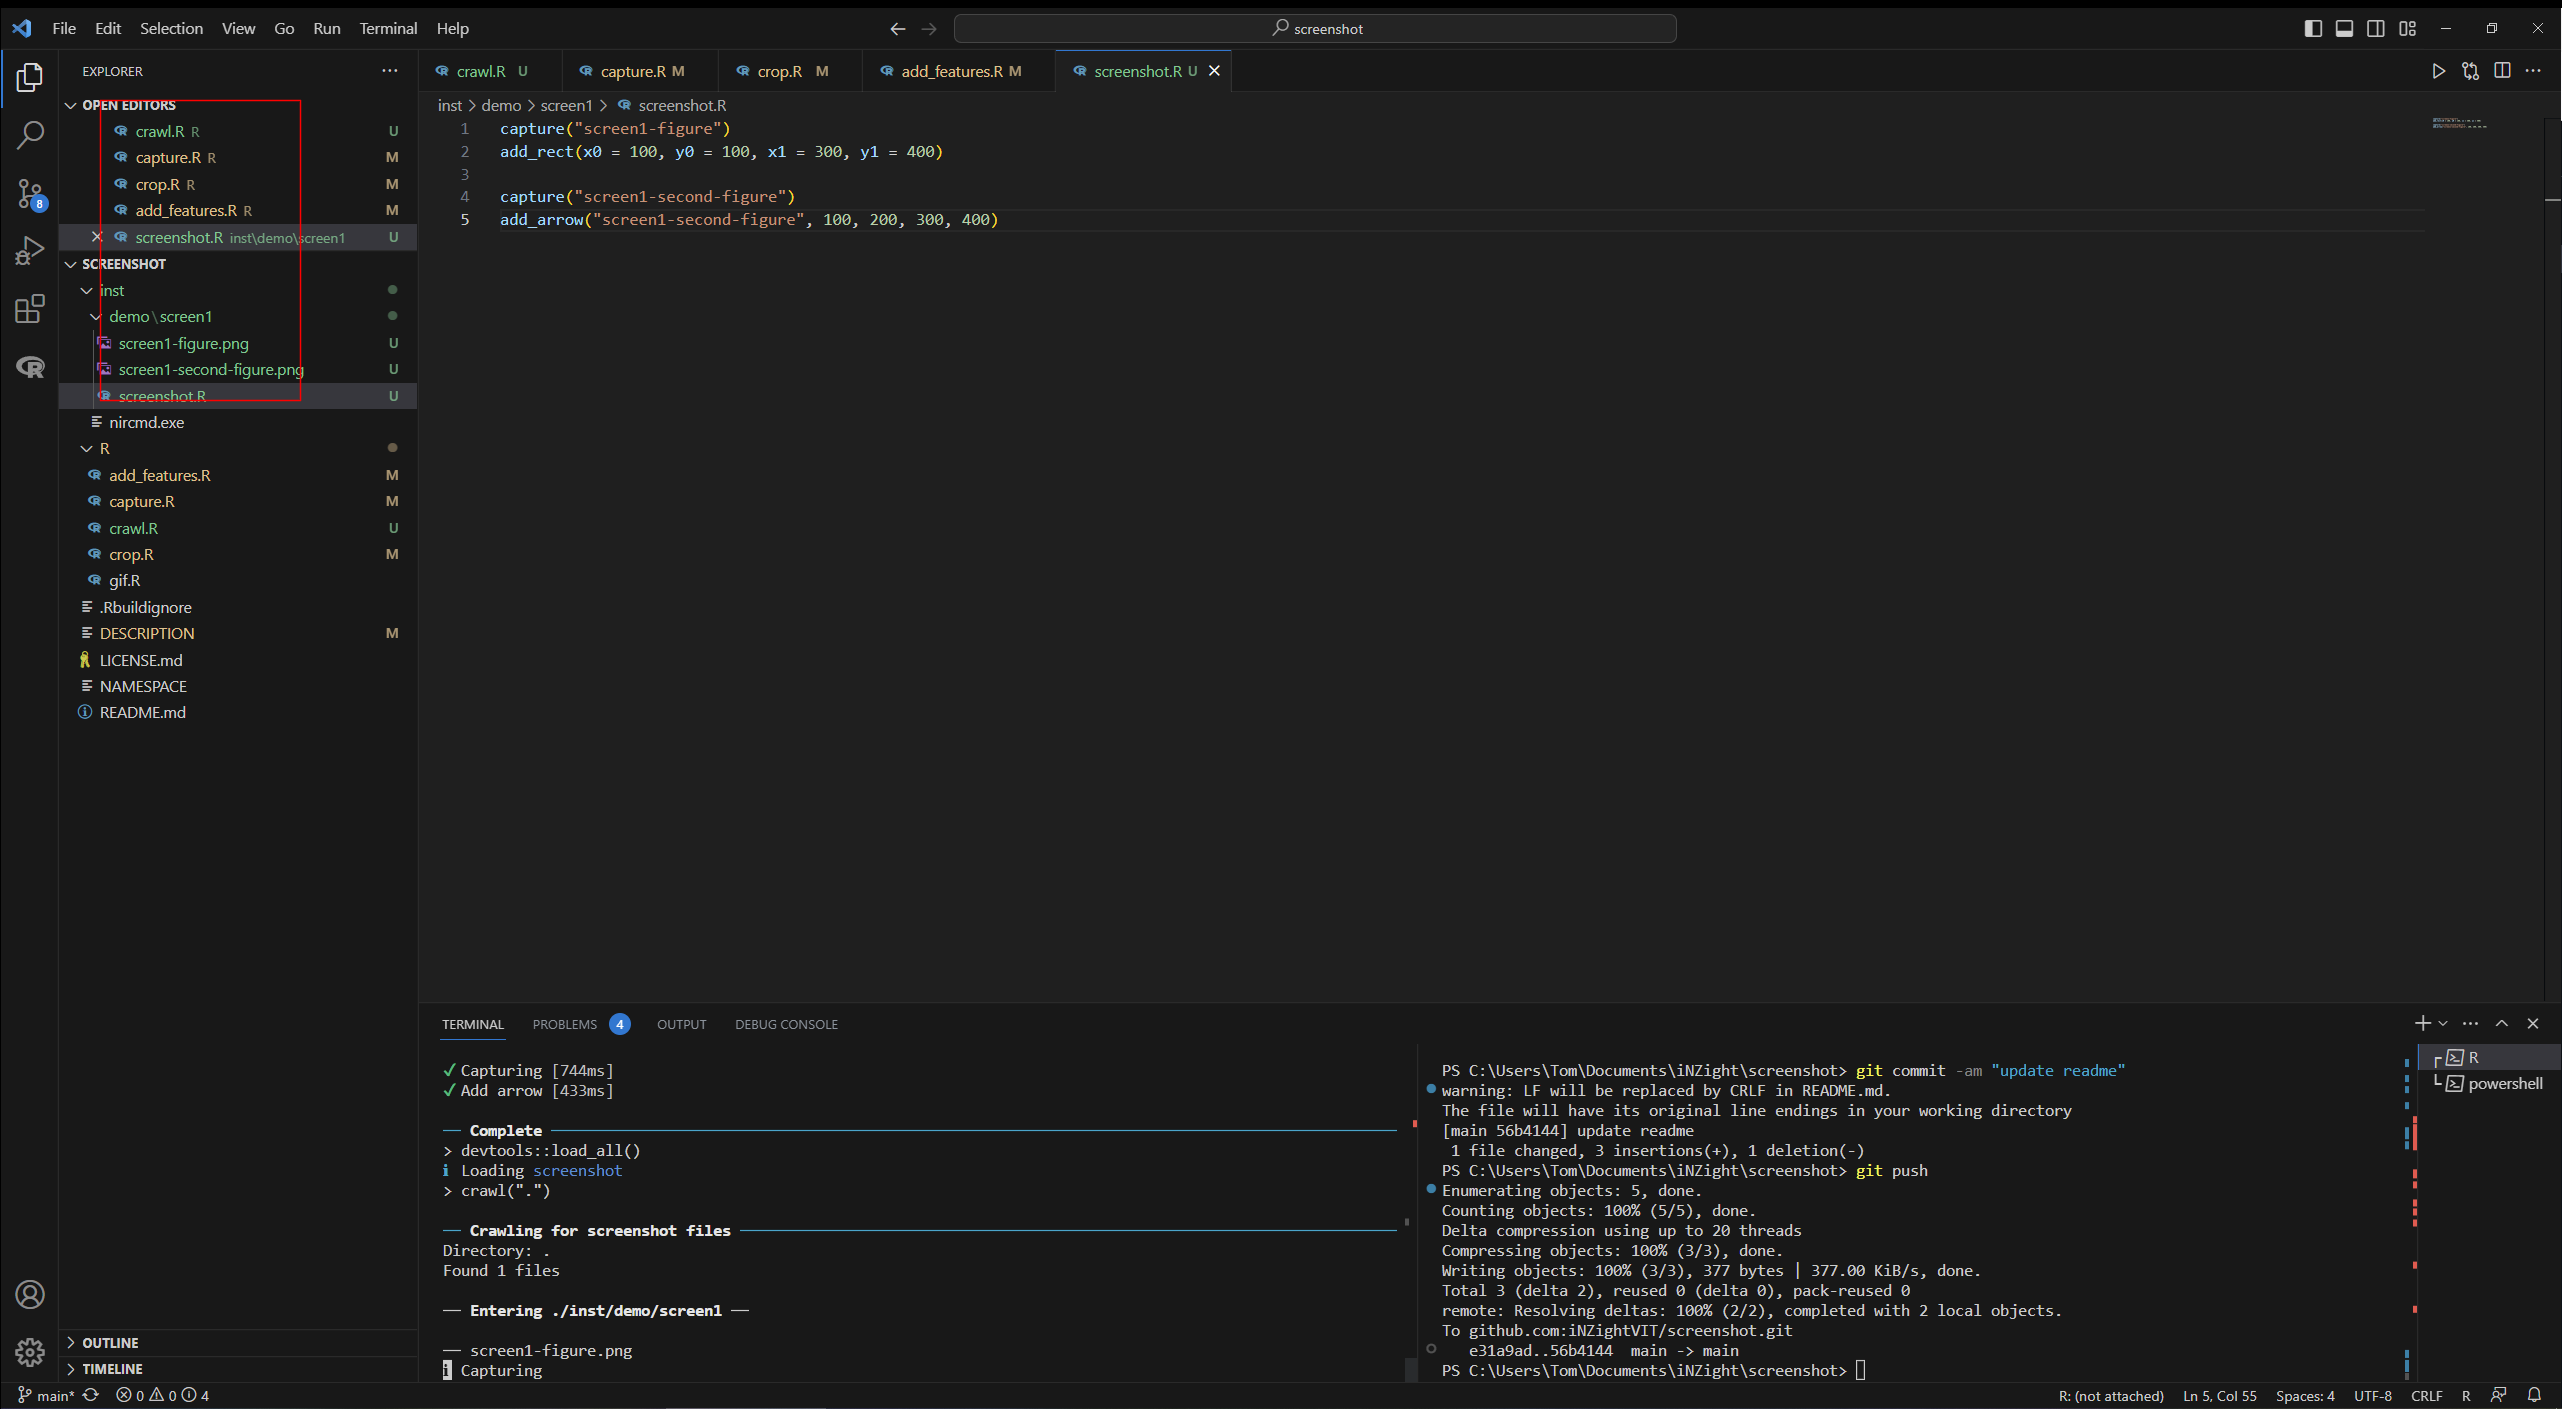 File Edit Selection View Go Run Terminal Help
screenshot
EXPLORER
OPEN EDITORS
crawl.R R U
capture.R R M
crop.R R M
add_features.R R M
screenshot.R inst\demo\screen1 U
SCREENSHOT
inst
demo\screen1
screen1-figure.png U
screen1-second-figure.png U
screenshot.R U
nircmd.exe
R
add_features.R M
capture.R M
crawl.R U
crop.R M
gif.R
.Rbuildignore
DESCRIPTION M
LICENSE.md
NAMESPACE
README.md
OUTLINE
TIMELINE
8
crawl.R U capture.R M crop.R M add_features.R M screenshot.R U
inst > demo > screen1 > screenshot.R
1 capture("screen1-figure")
2 add_rect(x0 = 100, y0 = 100, x1 = 300, y1 = 400)
3
4 capture("screen1-second-figure")
5 add_arrow("screen1-second-figure", 100, 200, 300, 400)
TERMINAL PROBLEMS 4 OUTPUT DEBUG CONSOLE
✓ Capturing [744ms]
✓ Add arrow [433ms]
── Complete ──
> devtools::load_all()
ℹ Loading screenshot
> crawl(".")
── Crawling for screenshot files ──
Directory: .
Found 1 files
── Entering ./inst/demo/screen1 ──
── screen1-figure.png
ℹ Capturing
PS C:\Users\Tom\Documents\iNZight\screenshot> git commit -am "update readme"
warning: LF will be replaced by CRLF in README.md.
The file will have its original line endings in your working directory
[main 56b4144] update readme
1 file changed, 3 insertions(+), 1 deletion(-)
PS C:\Users\Tom\Documents\iNZight\screenshot> git push
Enumerating objects: 5, done.
Counting objects: 100% (5/5), done.
Delta compression using up to 20 threads
Compressing objects: 100% (3/3), done.
Writing objects: 100% (3/3), 377 bytes | 377.00 KiB/s, done.
Total 3 (delta 2), reused 0 (delta 0), pack-reused 0
remote: Resolving deltas: 100% (2/2), completed with 2 local objects.
To github.com:iNZightVIT/screenshot.git
e31a9ad..56b4144 main -> main
PS C:\Users\Tom\Documents\iNZight\screenshot>
R
powershell
main* 0 0 4
R: (not attached) Ln 5, Col 55 Spaces: 4 UTF-8 CRLF R